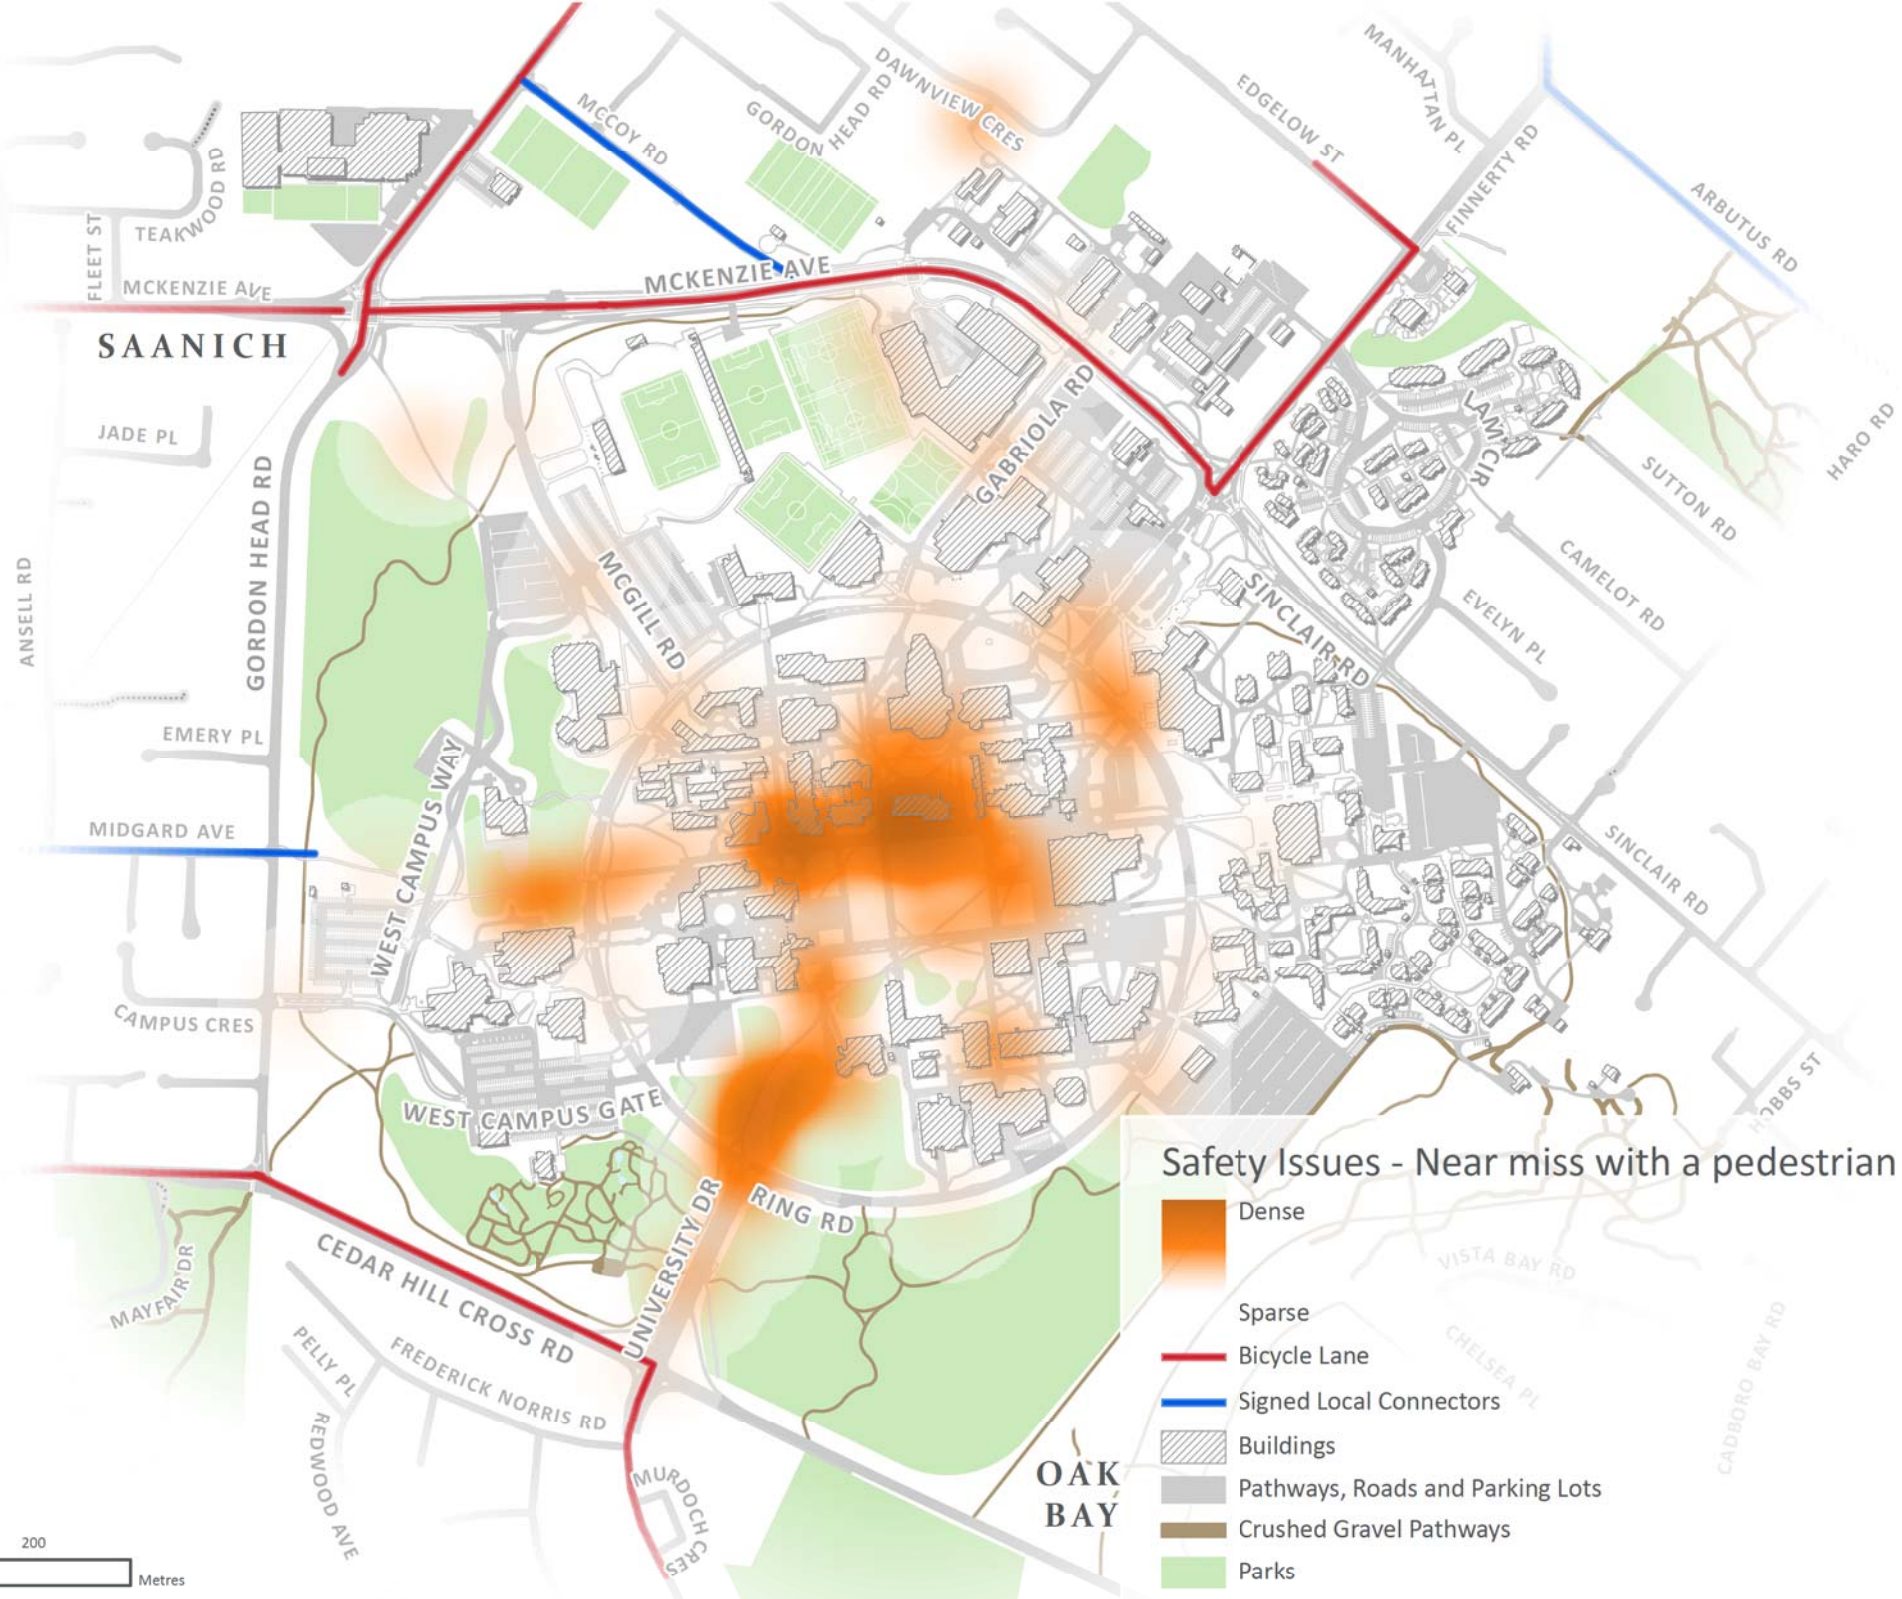 MANHATTAN PL
DAWNVIEW CRES
EDGELOW ST
MCCOY RD
GORDON HEAD RD
FINNERTY RD
TEAKWOOD RD
ARBUTUS RD
FLEET ST
MCKENZIE AVE
MCKENZIE AVE
SAANICH
JADE PL
GABRIOLA RD
LAM CIR
HARO RD
SUTTON RD
GORDON HEAD RD
ANSELL RD
MCGILL RD
CAMELOT RD
SINCLAIR RD
EVELYN PL
EMERY PL
WEST CAMPUS WAY
MIDGARD AVE
SINCLAIR RD
CAMPUS CRES
WEST CAMPUS GATE
HOBBS ST
UNIVERSITY DR
RING RD
MAYFAIR DR
CEDAR HILL CROSS RD
VISTA BAY RD
PELLY PL
FREDERICK NORRIS RD
CHELSEA PL
CADBORO BAY RD
REDWOOD AVE
MURDOCH CRES
OAK
BAY
Safety Issues - Near miss with a pedestrian
Dense
Sparse
Bicycle Lane
Signed Local Connectors
Buildings
Pathways, Roads and Parking Lots
Crushed Gravel Pathways
Parks
200
Metres